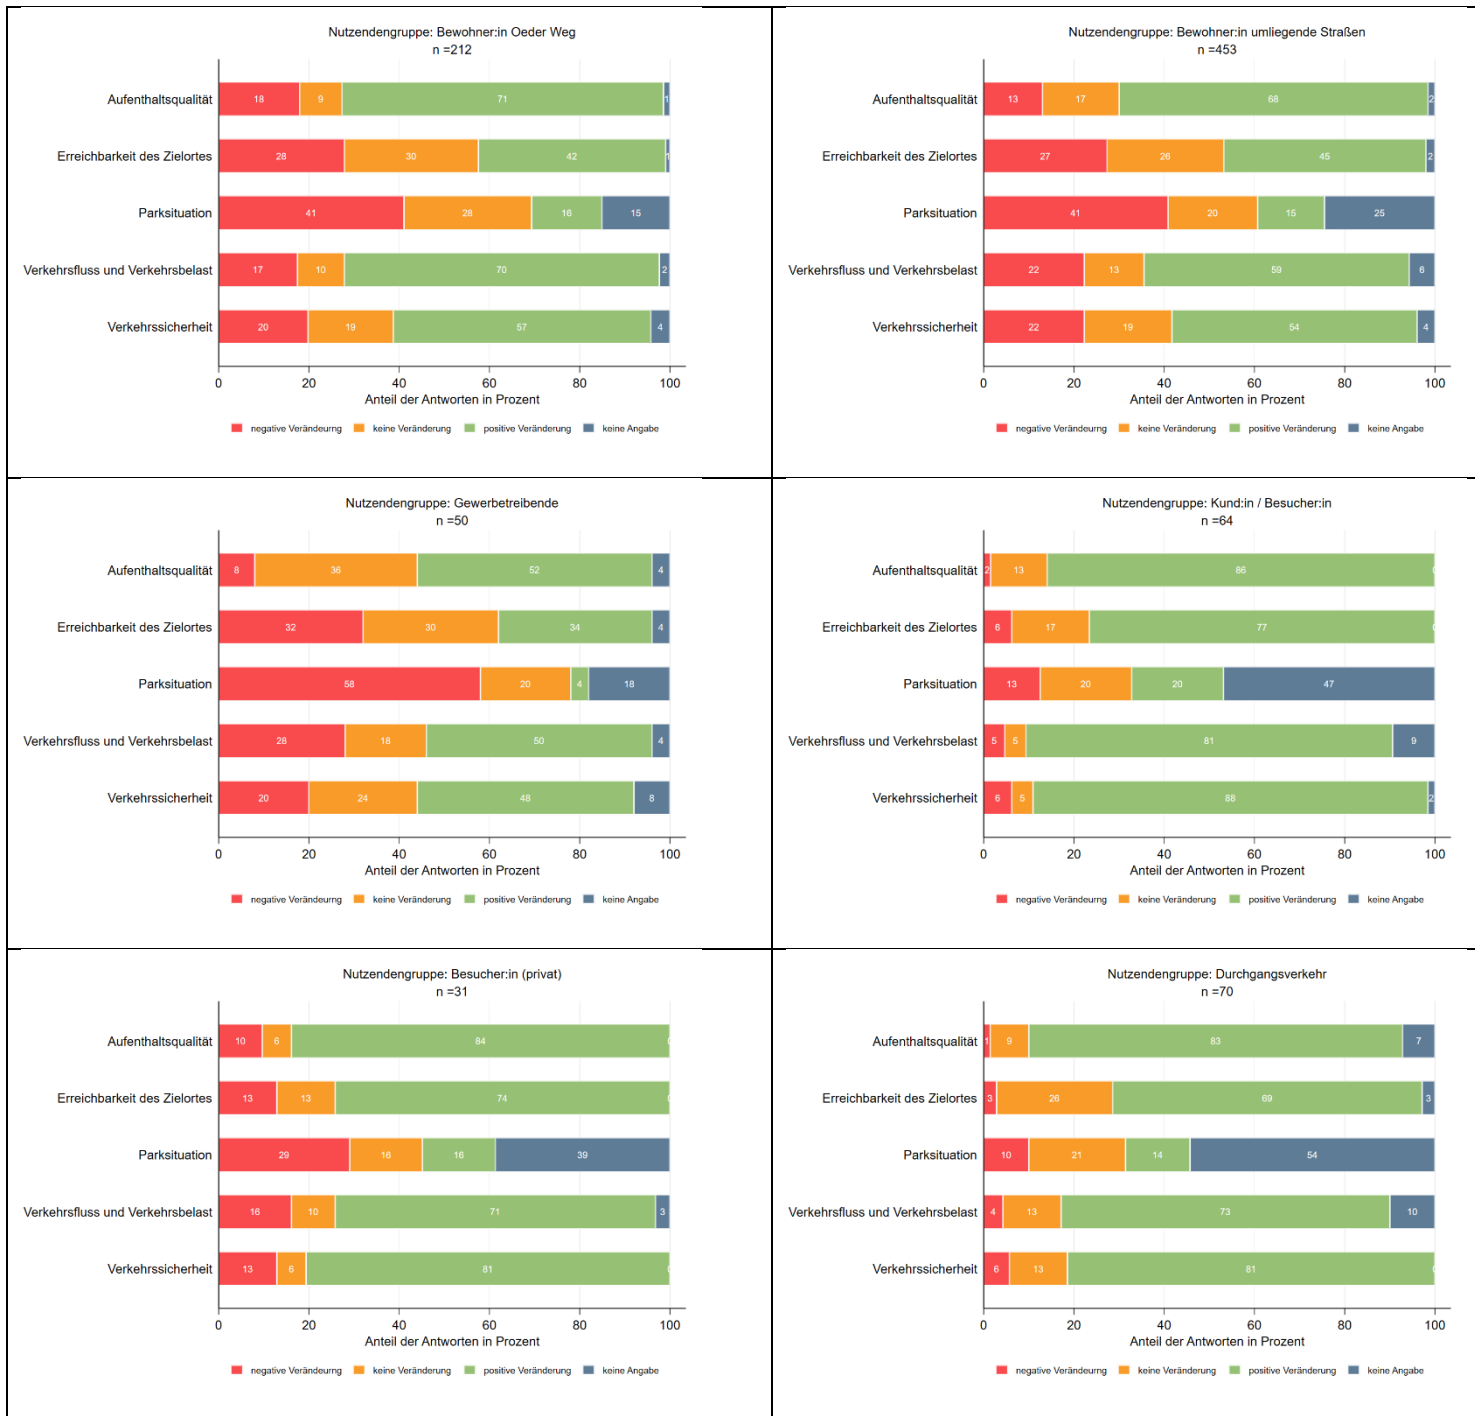 Nutzendengruppe: Bewohner:in Oeder Weg
n =212
Aufenthaltsqualität 18 9 71 1
Erreichbarkeit des Zielortes 28 30 42 1
Parksituation 41 28 16 15
Verkehrsfluss und Verkehrsbelast 17 10 70 2
Verkehrssicherheit 20 19 57 4
0 20 40 60 80 100
Anteil der Antworten in Prozent
negative Verändeurng keine Veränderung positive Veränderung keine Angabe
Nutzendengruppe: Bewohner:in umliegende Straßen
n =453
Aufenthaltsqualität 13 17 68 2
Erreichbarkeit des Zielortes 27 26 45 2
Parksituation 41 20 15 25
Verkehrsfluss und Verkehrsbelast 22 13 59 6
Verkehrssicherheit 22 19 54 4
0 20 40 60 80 100
Anteil der Antworten in Prozent
negative Verändeurng keine Veränderung positive Veränderung keine Angabe
Nutzendengruppe: Gewerbetreibende
n =50
Aufenthaltsqualität 8 36 52 4
Erreichbarkeit des Zielortes 32 30 34 4
Parksituation 58 20 4 18
Verkehrsfluss und Verkehrsbelast 28 18 50 4
Verkehrssicherheit 20 24 48 8
0 20 40 60 80 100
Anteil der Antworten in Prozent
negative Verändeurng keine Veränderung positive Veränderung keine Angabe
Nutzendengruppe: Kund:in / Besucher:in
n =64
Aufenthaltsqualität 2 13 86 0
Erreichbarkeit des Zielortes 6 17 77 0
Parksituation 13 20 20 47
Verkehrsfluss und Verkehrsbelast 5 5 81 9
Verkehrssicherheit 6 5 88 2
0 20 40 60 80 100
Anteil der Antworten in Prozent
negative Verändeurng keine Veränderung positive Veränderung keine Angabe
Nutzendengruppe: Besucher:in (privat)
n =31
Aufenthaltsqualität 10 6 84 0
Erreichbarkeit des Zielortes 13 13 74 0
Parksituation 29 16 16 39
Verkehrsfluss und Verkehrsbelast 16 10 71 3
Verkehrssicherheit 13 6 81 0
0 20 40 60 80 100
Anteil der Antworten in Prozent
negative Verändeurng keine Veränderung positive Veränderung keine Angabe
Nutzendengruppe: Durchgangsverkehr
n =70
Aufenthaltsqualität 1 9 83 7
Erreichbarkeit des Zielortes 3 26 69 3
Parksituation 10 21 14 54
Verkehrsfluss und Verkehrsbelast 4 13 73 10
Verkehrssicherheit 6 13 81 0
0 20 40 60 80 100
Anteil der Antworten in Prozent
negative Verändeurng keine Veränderung positive Veränderung keine Angabe